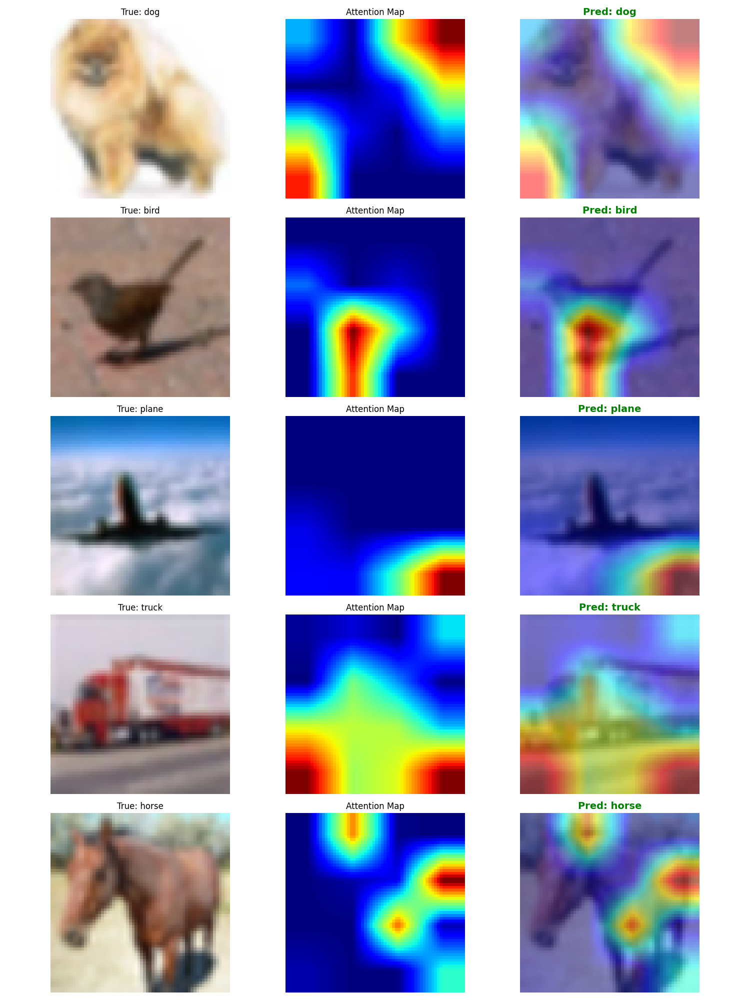 True: dog Attention Map Pred: dog
True: bird Attention Map Pred: bird
True: plane Attention Map Pred: plane
True: truck Attention Map Pred: truck
True: horse Attention Map Pred: horse